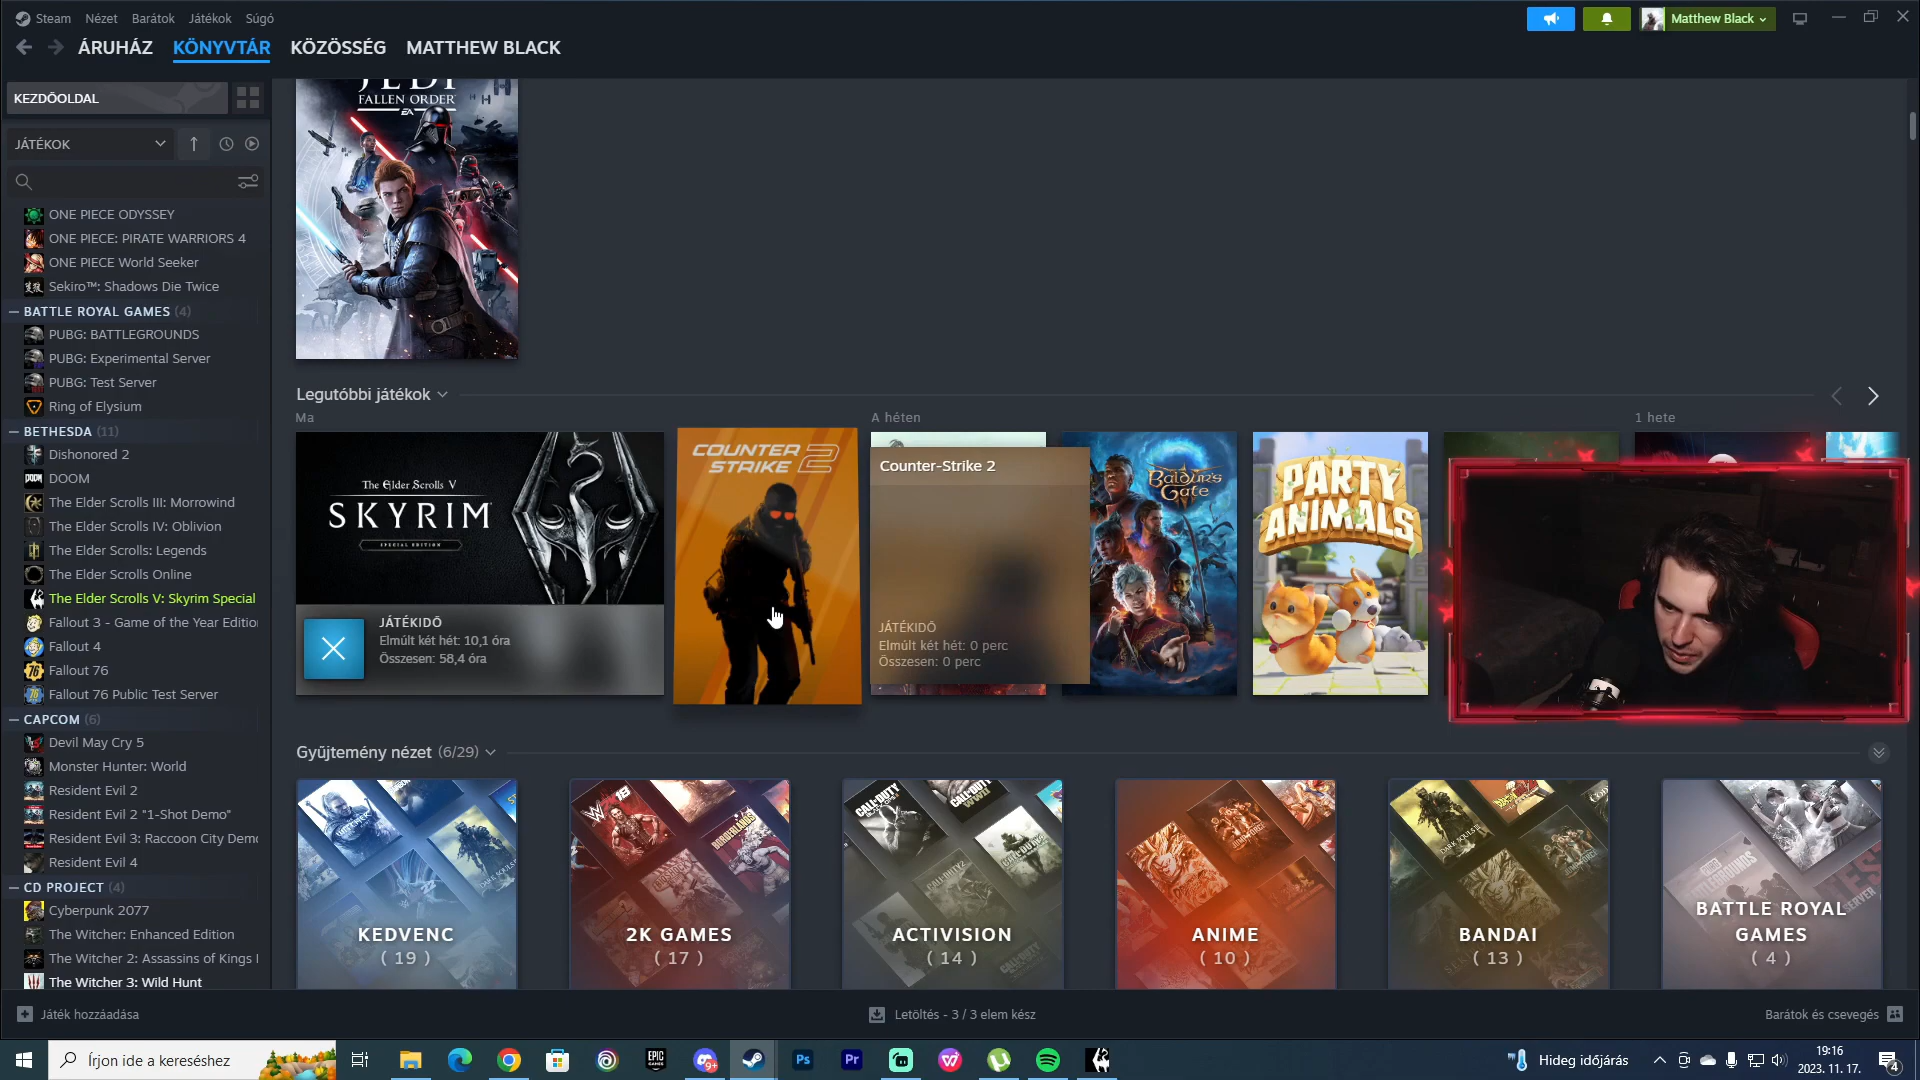 Steam Nézet Barátok Játékok Súgó
Matthew Black
ÁRUHÁZ KÖNYVTÁR KÖZÖSSÉG MATTHEW BLACK
KEZDŐOLDAL
JÁTÉKOK
ONE PIECE ODYSSEY
ONE PIECE: PIRATE WARRIORS 4
ONE PIECE World Seeker
Sekiro™: Shadows Die Twice
BATTLE ROYAL GAMES (4)
PUBG: BATTLEGROUNDS
PUBG: Experimental Server
PUBG: Test Server
Ring of Elysium
BETHESDA (11)
Dishonored 2
DOOM
The Elder Scrolls III: Morrowind
The Elder Scrolls IV: Oblivion
The Elder Scrolls: Legends
The Elder Scrolls Online
The Elder Scrolls V: Skyrim Special
Fallout 3 - Game of the Year Editio
Fallout 4
Fallout 76
Fallout 76 Public Test Server
CAPCOM (6)
Devil May Cry 5
Monster Hunter: World
Resident Evil 2
Resident Evil 2 "1-Shot Demo"
Resident Evil 3: Raccoon City Demo
Resident Evil 4
CD PROJECT (4)
Cyberpunk 2077
The Witcher: Enhanced Edition
The Witcher 2: Assassins of Kings
The Witcher 3: Wild Hunt
JEDI
FALLEN ORDER
EA
Legutóbbi játékok
Ma
A héten
1 hete
The Elder Scrolls V
SKYRIM
SPECIAL EDITION
JÁTÉKIDŐ
Elmúlt két hét: 10,1 óra
Összesen: 58,4 óra
COUNTER
STRIKE 2
Counter-Strike 2
JÁTÉKIDŐ
Elmúlt két hét: 0 perc
Összesen: 0 perc
Baldur's
Gate
PARTY
ANIMALS
Gyűjtemény nézet (6/29)
KEDVENC
( 19 )
2K GAMES
( 17 )
ACTIVISION
( 14 )
ANIME
( 10 )
BANDAI
( 13 )
BATTLE ROYAL
GAMES
( 4 )
Játék hozzáadása
Letöltés - 3 / 3 elem kész
Barátok és csevegés
Írjon ide a kereséshez
Hideg időjárás
19:16
2023. 11. 17.